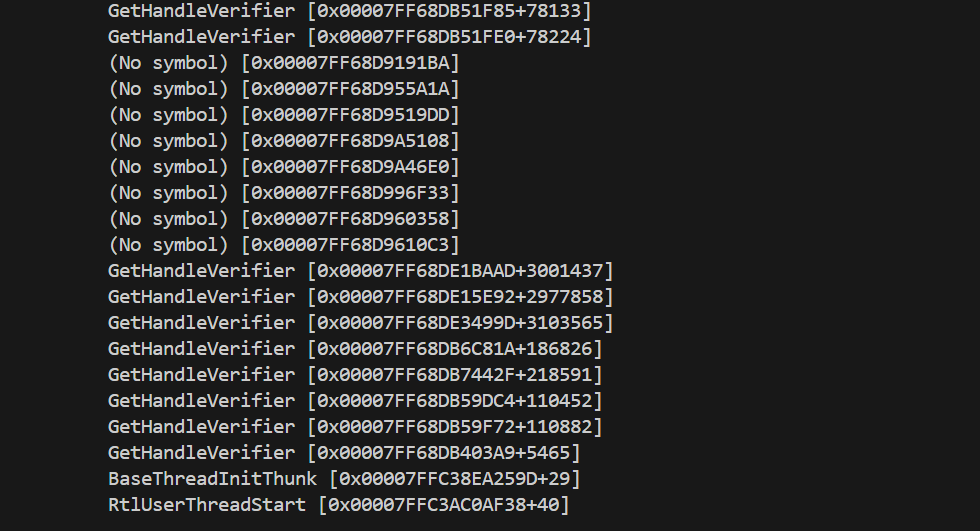 GetHandleVerifier [0x00007FF68DB51F85+78133]
GetHandleVerifier [0x00007FF68DB51FE0+78224]
(No symbol) [0x00007FF68D9191BA]
(No symbol) [0x00007FF68D955A1A]
(No symbol) [0x00007FF68D9519DD]
(No symbol) [0x00007FF68D9A5108]
(No symbol) [0x00007FF68D9A46E0]
(No symbol) [0x00007FF68D996F33]
(No symbol) [0x00007FF68D960358]
(No symbol) [0x00007FF68D9610C3]
GetHandleVerifier [0x00007FF68DE1BAAD+3001437]
GetHandleVerifier [0x00007FF68DE15E92+2977858]
GetHandleVerifier [0x00007FF68DE3499D+3103565]
GetHandleVerifier [0x00007FF68DB6C81A+186826]
GetHandleVerifier [0x00007FF68DB7442F+218591]
GetHandleVerifier [0x00007FF68DB59DC4+110452]
GetHandleVerifier [0x00007FF68DB59F72+110882]
GetHandleVerifier [0x00007FF68DB403A9+5465]
BaseThreadInitThunk [0x00007FFC38EA259D+29]
RtlUserThreadStart [0x00007FFC3AC0AF38+40]